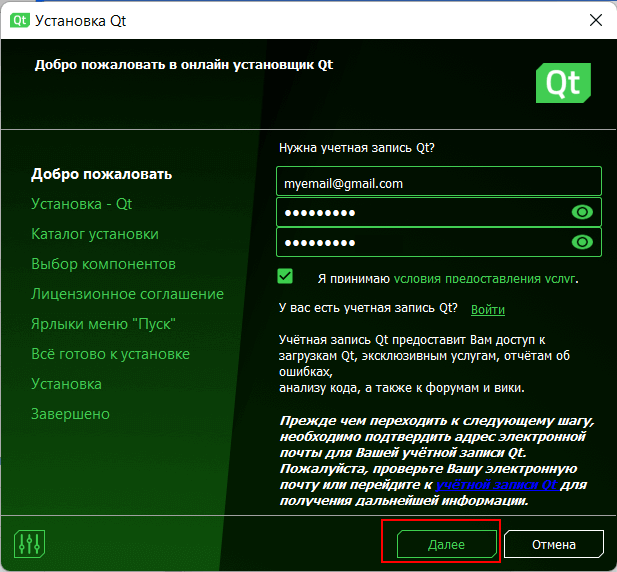 Qt Установка Qt
Добро пожаловать в онлайн установщик Qt
Qt
Нужна учетная запись Qt?
myemail@gmail.com
●●●●●●●●●
●●●●●●●●●
Я принимаю условия предоставления услуг.
У вас есть учетная запись Qt? Войти
Учётная запись Qt предоставит Вам доступ к
загрузкам Qt, эксклюзивным услугам, отчётам об
ошибках,
анализу кода, а также к форумам и вики.
Прежде чем переходить к следующему шагу,
необходимо подтвердить адрес электронной
почты для Вашей учётной записи Qt.
Пожалуйста, проверьте Вашу электронную
почту или перейдите к учётной записи Qt для
получения дальнейшей информации.
Добро пожаловать
Установка - Qt
Каталог установки
Выбор компонентов
Лицензионное соглашение
Ярлыки меню "Пуск"
Всё готово к установке
Установка
Завершено
Далее
Отмена